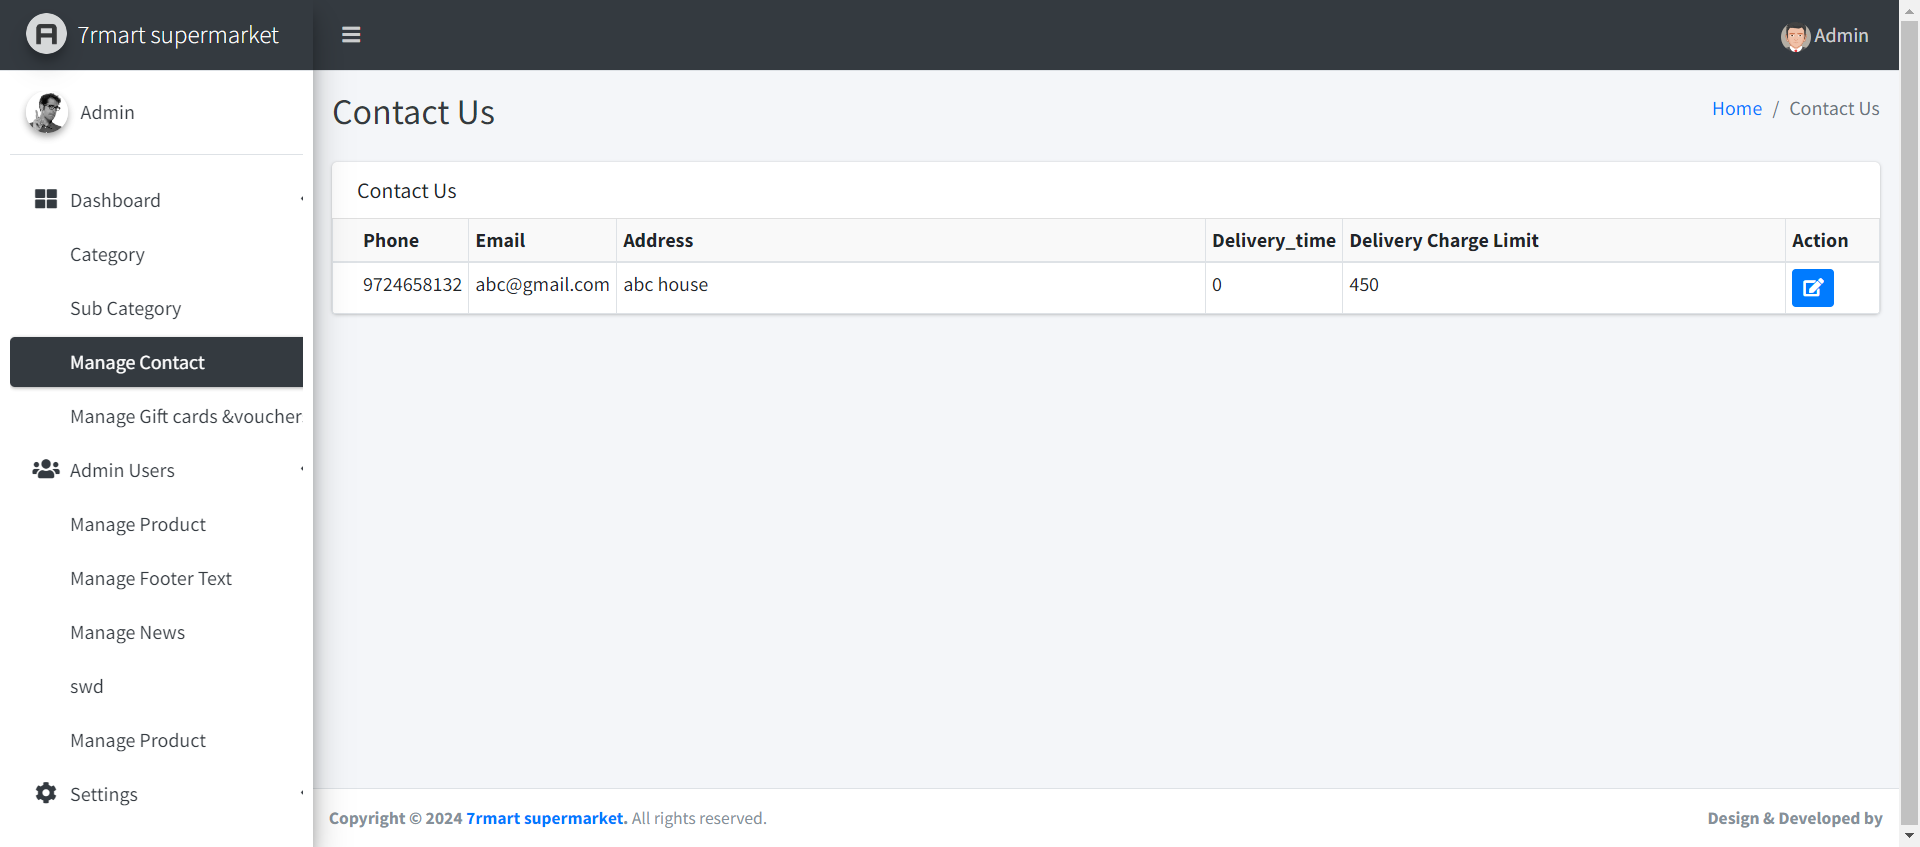 7rmart supermarket
Admin
Admin
Contact Us
Home / Contact Us
Dashboard
Category
Sub Category
Manage Contact
Manage Gift cards &voucher
Admin Users
Manage Product
Manage Footer Text
Manage News
swd
Manage Product
Settings
Contact Us
Phone Email Address Delivery_time Delivery Charge Limit Action
9724658132 abc@gmail.com abc house 0 450
Copyright © 2024 7rmart supermarket. All rights reserved.
Design & Developed by